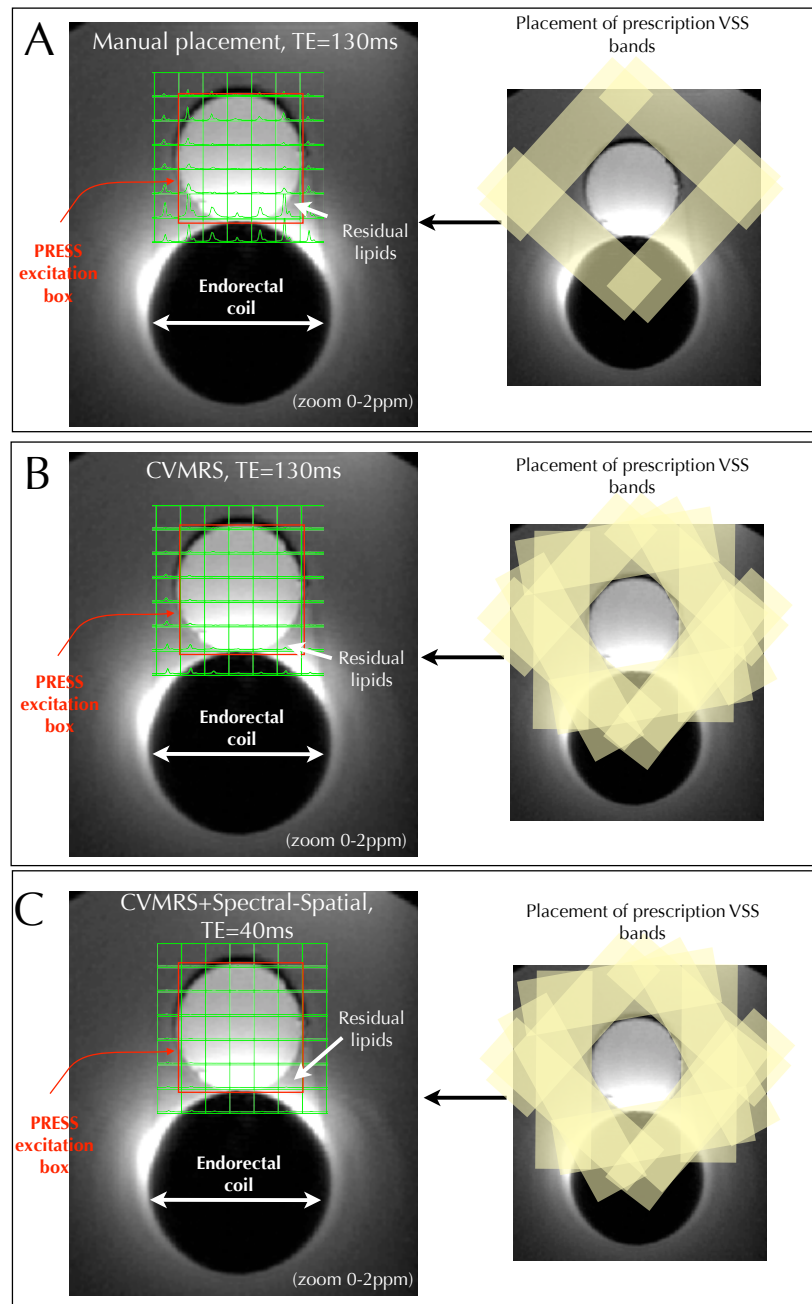 A
Manual placement, TE=130ms
Placement of prescription VSS
bands
PRESS
excitation
box
Residual
lipids
Endorectal
coil
(zoom 0-2ppm)
B
CVMRS, TE=130ms
Placement of prescription VSS
bands
PRESS
excitation
box
Residual
lipids
Endorectal
coil
(zoom 0-2ppm)
C
CVMRS+Spectral-Spatial,
TE=40ms
Placement of prescription VSS
bands
Residual
lipids
PRESS
excitation
box
Endorectal
coil
(zoom 0-2ppm)